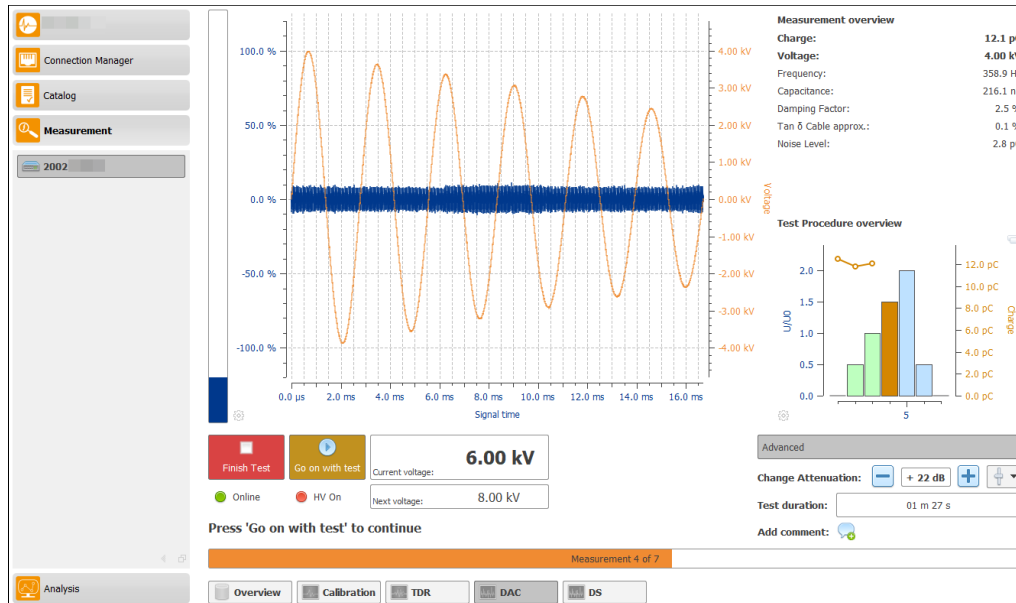 Connection Manager
Catalog
Measurement
2002
Analysis
100.0 %
50.0 %
0.0 %
-50.0 %
-100.0 %
4.00 kV
3.00 kV
2.00 kV
1.00 kV
0.00 kV
-1.00 kV
-2.00 kV
-3.00 kV
-4.00 kV
Voltage
0.0 µs 2.0 ms 4.0 ms 6.0 ms 8.0 ms 10.0 ms 12.0 ms 14.0 ms 16.0 ms
Signal time
Measurement overview
Charge: 12.1 p
Voltage: 4.00 kV
Frequency: 358.9 H
Capacitance: 216.1 n
Damping Factor: 2.5 %
Tan δ Cable approx.: 0.1 %
Noise Level: 2.8 p
Test Procedure overview
2.0
1.5
1.0
0.5
0.0
U/U0
12.0 pC
10.0 pC
8.0 pC
6.0 pC
4.0 pC
2.0 pC
0.0 pC
Charge
5
Finish Test
Go on with test
Current voltage: 6.00 kV
Online
HV On
Next voltage: 8.00 kV
Press 'Go on with test' to continue
Advanced
Change Attenuation: + 22 dB
Test duration: 01 m 27 s
Add comment:
Measurement 4 of 7
Overview
Calibration
TDR
DAC
DS